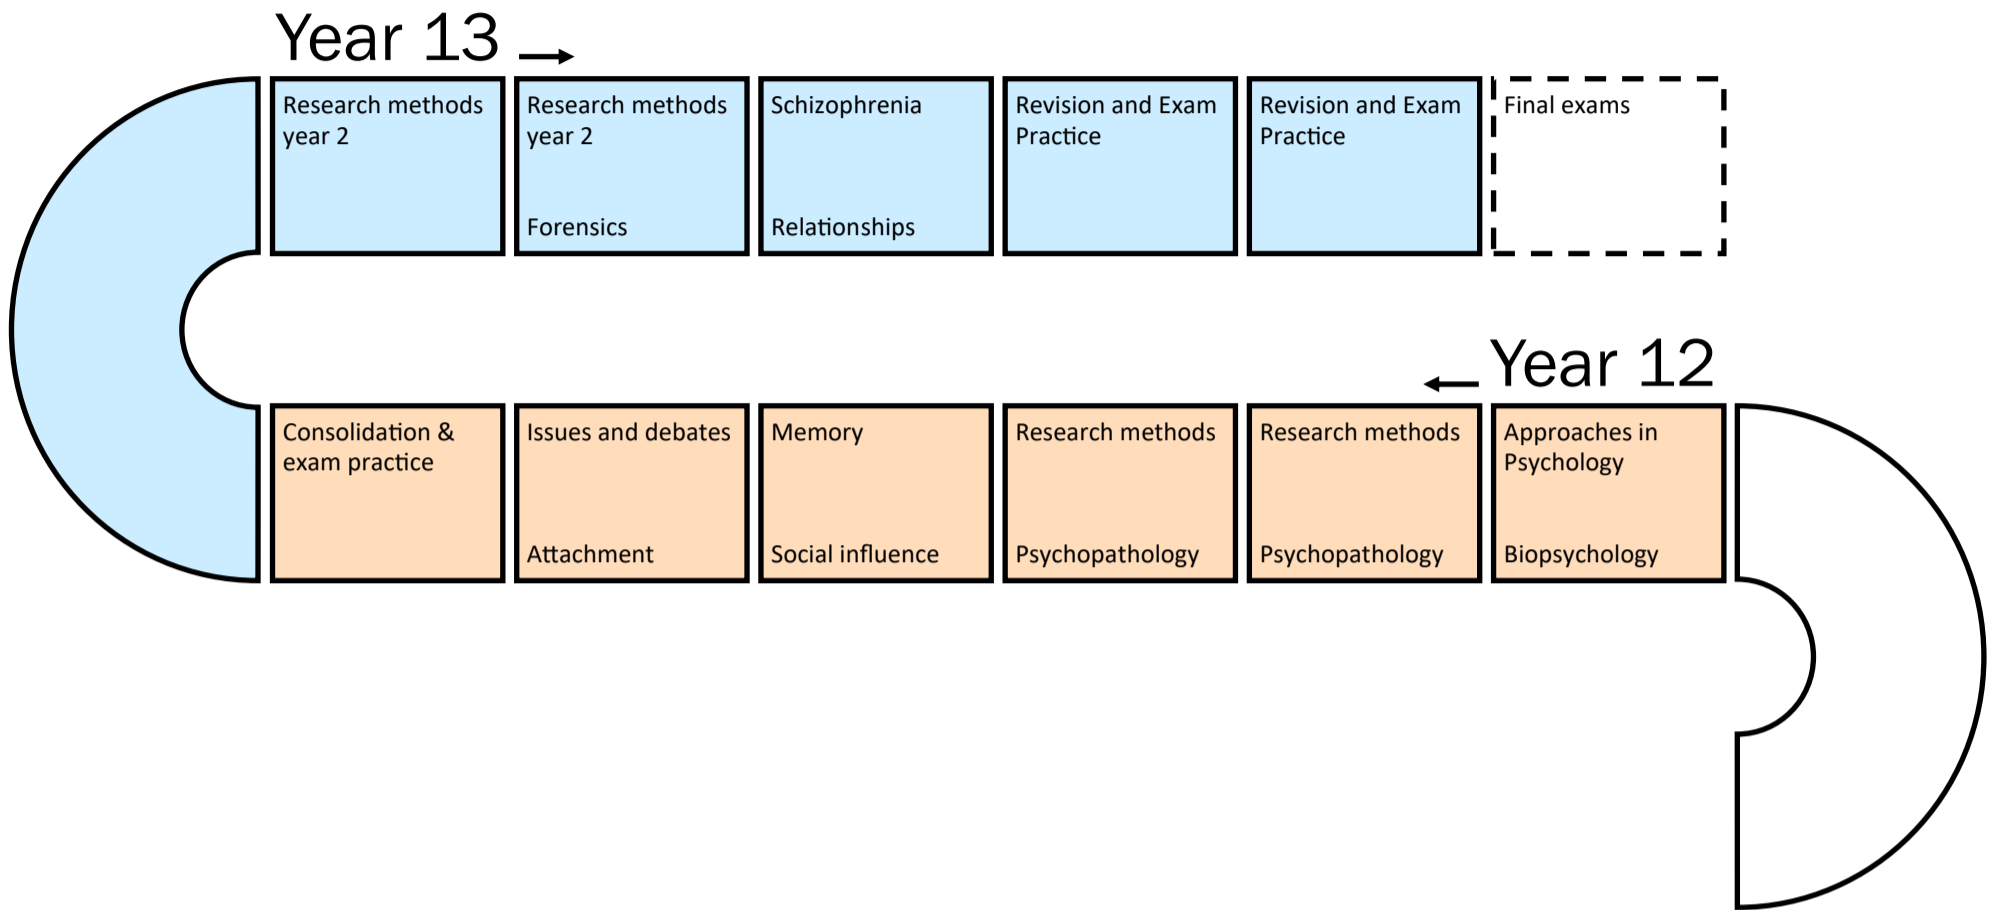 Year 13
Research methods
year 2
Research methods
year 2
Forensics
Schizophrenia
Relationships
Revision and Exam
Practice
Revision and Exam
Practice
Final exams
Year 12
Consolidation &
exam practice
Issues and debates
Attachment
Memory
Social influence
Research methods
Psychopathology
Research methods
Psychopathology
Approaches in
Psychology
Biopsychology